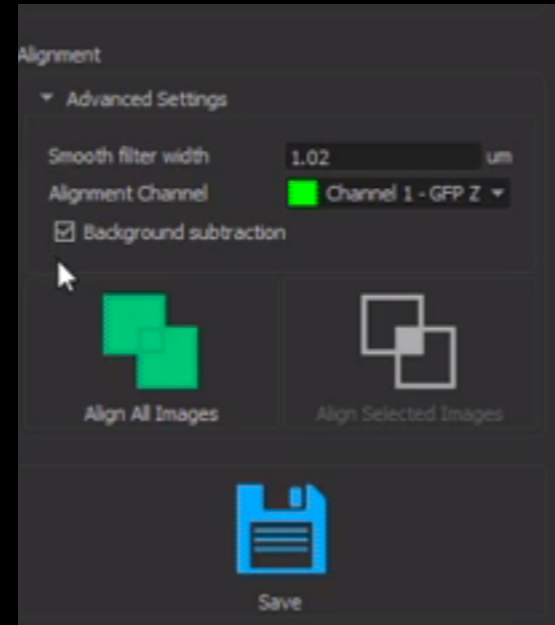 Alignment
Advanced Settings
Smooth filter width 1.02 um
Alignment Channel Channel 1 - GFP Z
Background subtraction
Align All Images Align Selected Images
Save